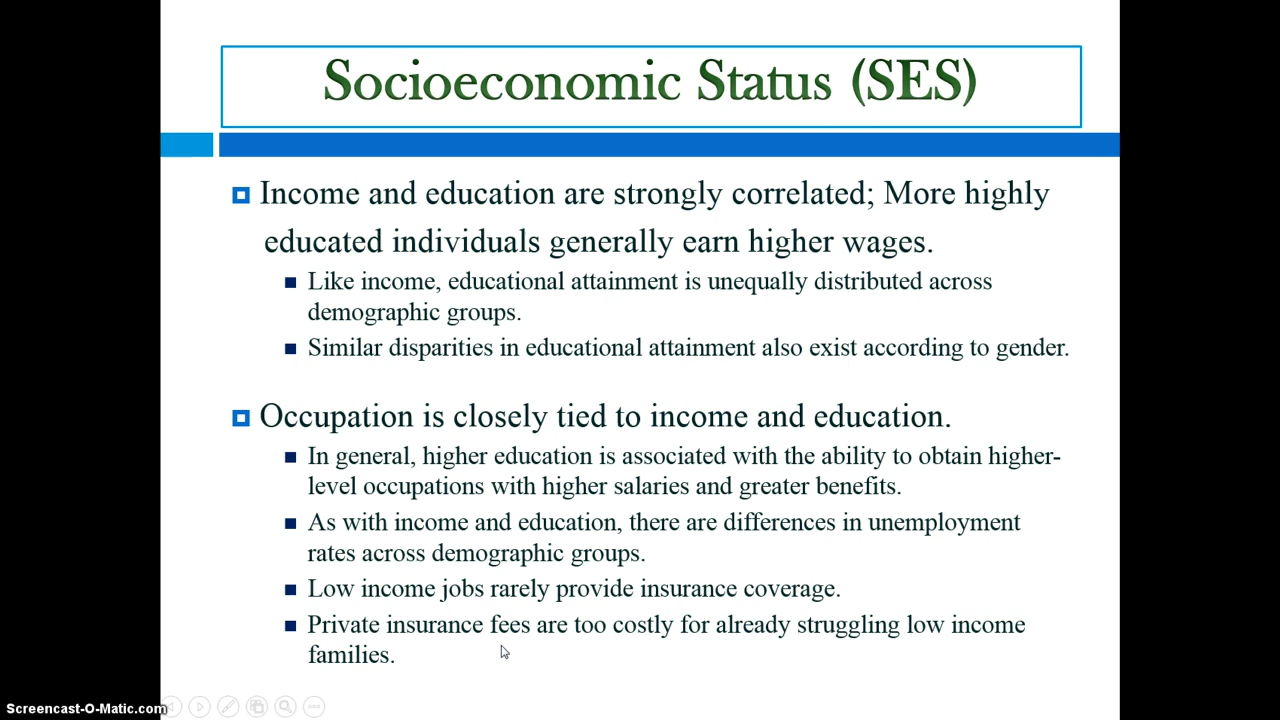 Socioeconomic Status (SES)
Income and education are strongly correlated; More highly
educated individuals generally earn higher wages.
Like income, educational attainment is unequally distributed across
demographic groups.
Similar disparities in educational attainment also exist according to gender.
Occupation is closely tied to income and education.
In general, higher education is associated with the ability to obtain higher-
level occupations with higher salaries and greater benefits.
As with income and education, there are differences in unemployment
rates across demographic groups.
Low income jobs rarely provide insurance coverage.
Private insurance fees are too costly for already struggling low income
families.
Screencast-O-Matic.com